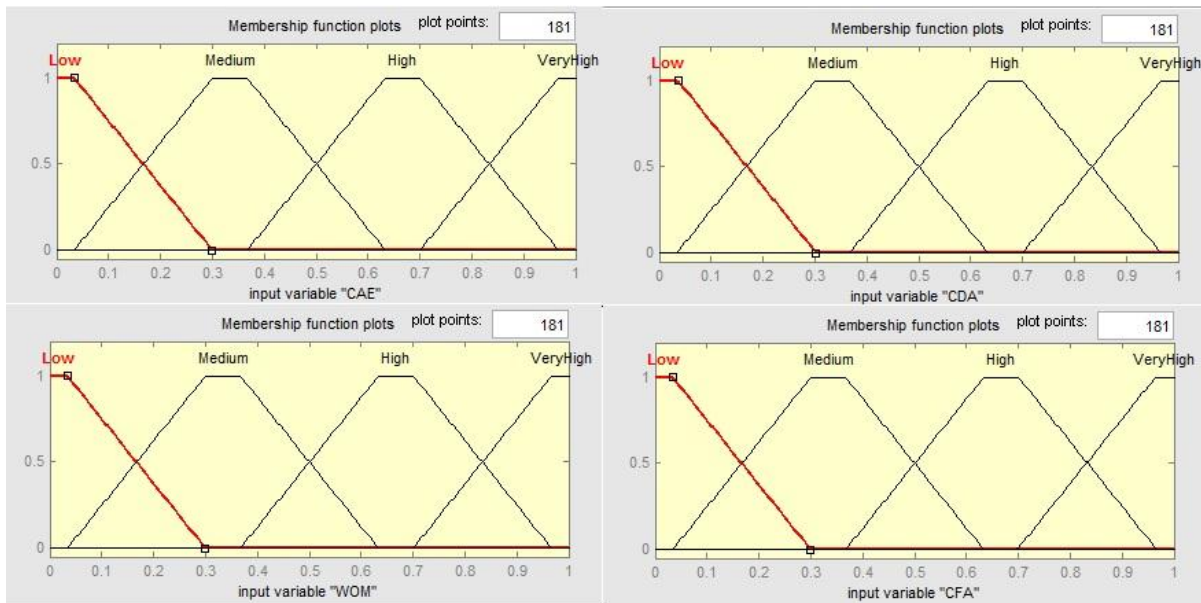 Membership function plots plot points: 181
Low Medium High VeryHigh
1
0.5
0
0 0.1 0.2 0.3 0.4 0.5 0.6 0.7 0.8 0.9 1
input variable "CAE"
Membership function plots plot points: 181
Low Medium High VeryHigh
1
0.5
0
0 0.1 0.2 0.3 0.4 0.5 0.6 0.7 0.8 0.9 1
input variable "CDA"
Membership function plots plot points: 181
Low Medium High VeryHigh
1
0.5
0
0 0.1 0.2 0.3 0.4 0.5 0.6 0.7 0.8 0.9 1
input variable "WOM"
Membership function plots plot points: 181
Low Medium High VeryHigh
1
0.5
0
0 0.1 0.2 0.3 0.4 0.5 0.6 0.7 0.8 0.9 1
input variable "CFA"